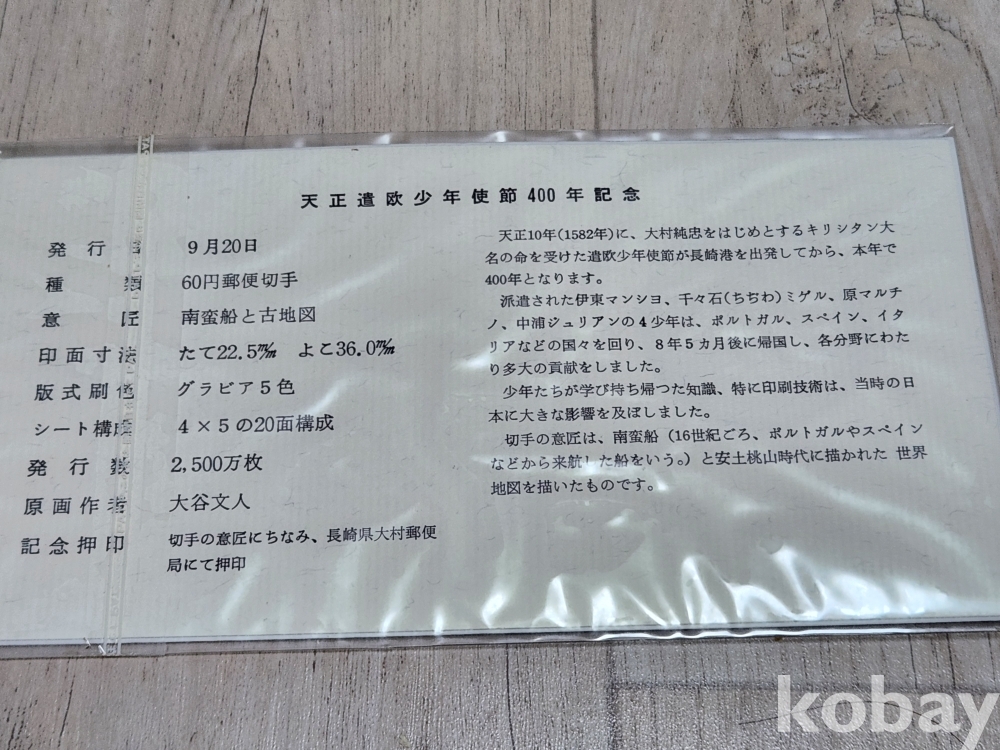 天正遣欧少年使節400年記念
発行日 9月20日
種類 60円郵便切手
意匠 南蛮船と古地図
印面寸法 たて22.5㎜ よこ36.0㎜
版式刷色 グラビア5色
シート構成 4×5の20面構成
発行数 2,500万枚
原画作者 大谷文人
記念押印 切手の意匠にちなみ、長崎県大村郵便
局にて押印
天正10年(1582年)に、大村純忠をはじめとするキリシタン大
名の命を受けた遣欧少年使節が長崎港を出発してから、本年で
400年となります。
派遣された伊東マンショ、千々石(ちぢわ)ミゲル、原マルチ
ノ、中浦ジュリアンの4少年は、ポルトガル、スペイン、イタ
リアなどの国々を回り、8年5カ月後に帰国し、各分野にわた
り多大の貢献をしました。
少年たちが学び持ち帰つた知識、特に印刷技術は、当時の日
本に大きな影響を及ぼしました。
切手の意匠は、南蛮船(16世紀ごろ、ポルトガルやスペイン
などから来航した船をいう。)と安土桃山時代に描かれた 世界
地図を描いたものです。
kobay